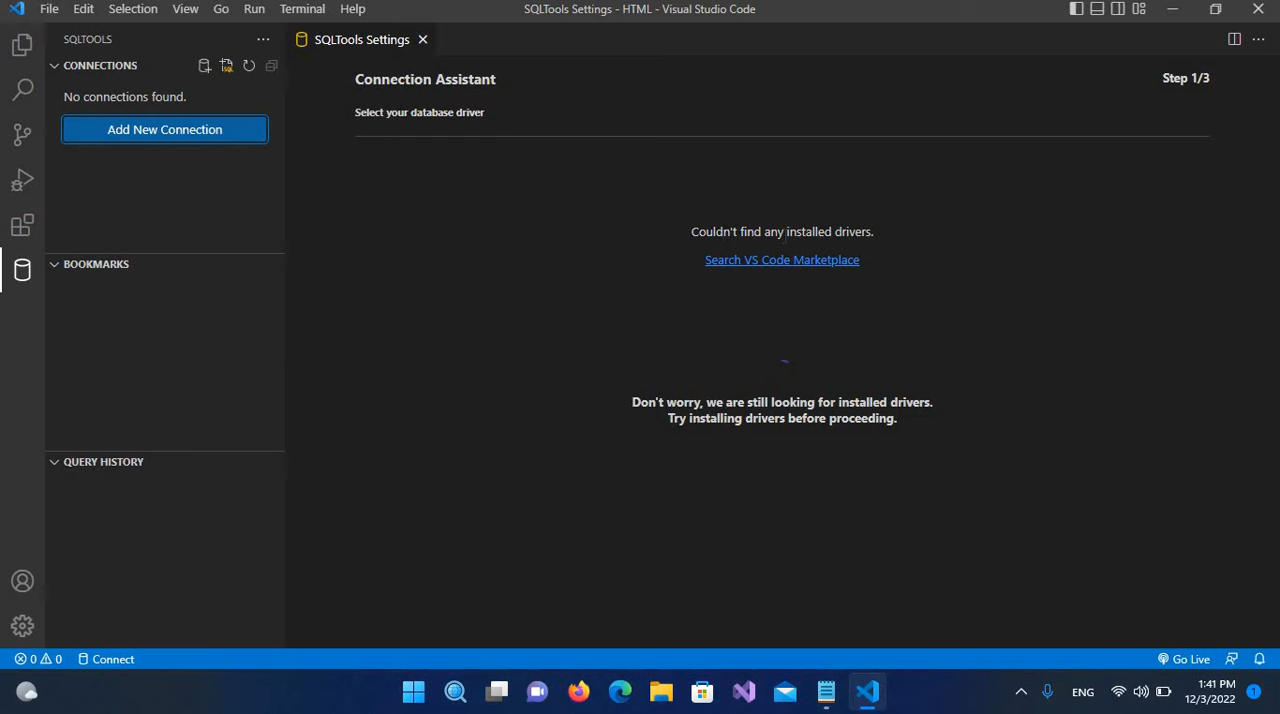 File Edit Selection View Go Run Terminal Help SQLTools Settings - HTML - Visual Studio Code
SQLTOOLS
SQLTools Settings
CONNECTIONS
No connections found.
Add New Connection
BOOKMARKS
QUERY HISTORY
Connection Assistant
Step 1/3
Select your database driver
Couldn't find any installed drivers.
Search VS Code Marketplace
Don't worry, we are still looking for installed drivers.
Try installing drivers before proceeding.
0 0 Connect Go Live
ENG
1:41 PM
12/3/2022
1